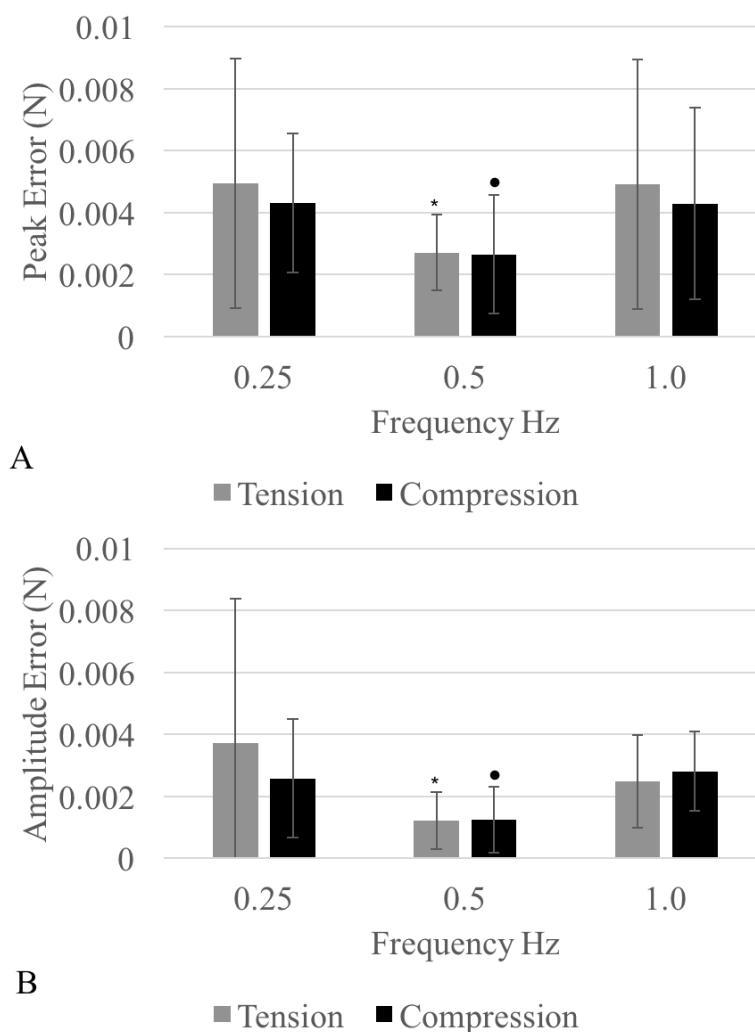 0.01
0.008
0.006
0.004
0.002
0
Peak Error (N)
*
•
0.25 0.5 1.0
Frequency Hz
A
Tension Compression
0.01
0.008
0.006
0.004
0.002
0
Amplitude Error (N)
*
•
0.25 0.5 1.0
Frequency Hz
B
Tension Compression